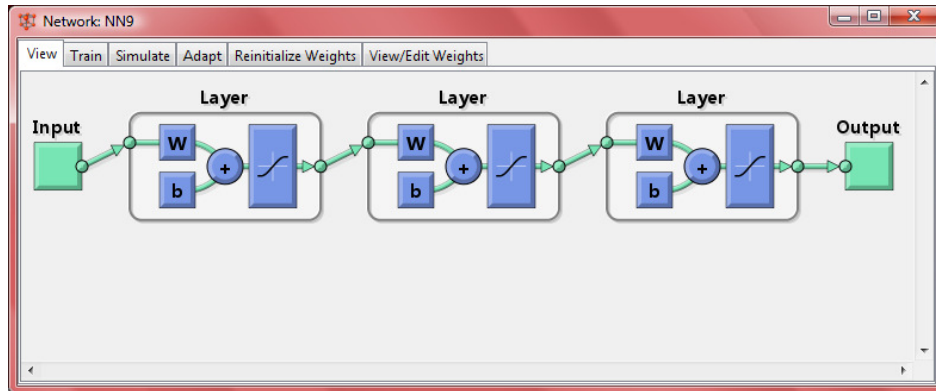 Network: NN9
View Train Simulate Adapt Reinitialize Weights View/Edit Weights
Layer Layer Layer
Input Output
W W W
+ + +
b b b